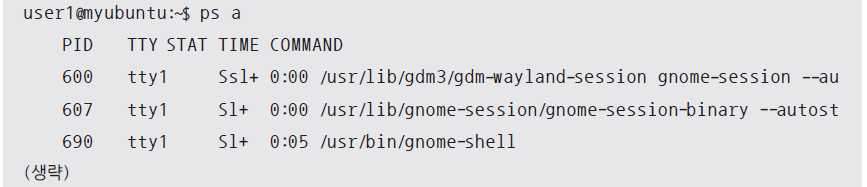 user1@myubuntu:~$ ps a
PID TTY STAT TIME COMMAND
600 tty1 Ssl+ 0:00 /usr/lib/gdm3/gdm-wayland-session gnome-session --au
607 tty1 Sl+ 0:00 /usr/lib/gnome-session/gnome-session-binary --autost
690 tty1 Sl+ 0:05 /usr/bin/gnome-shell
(생략)